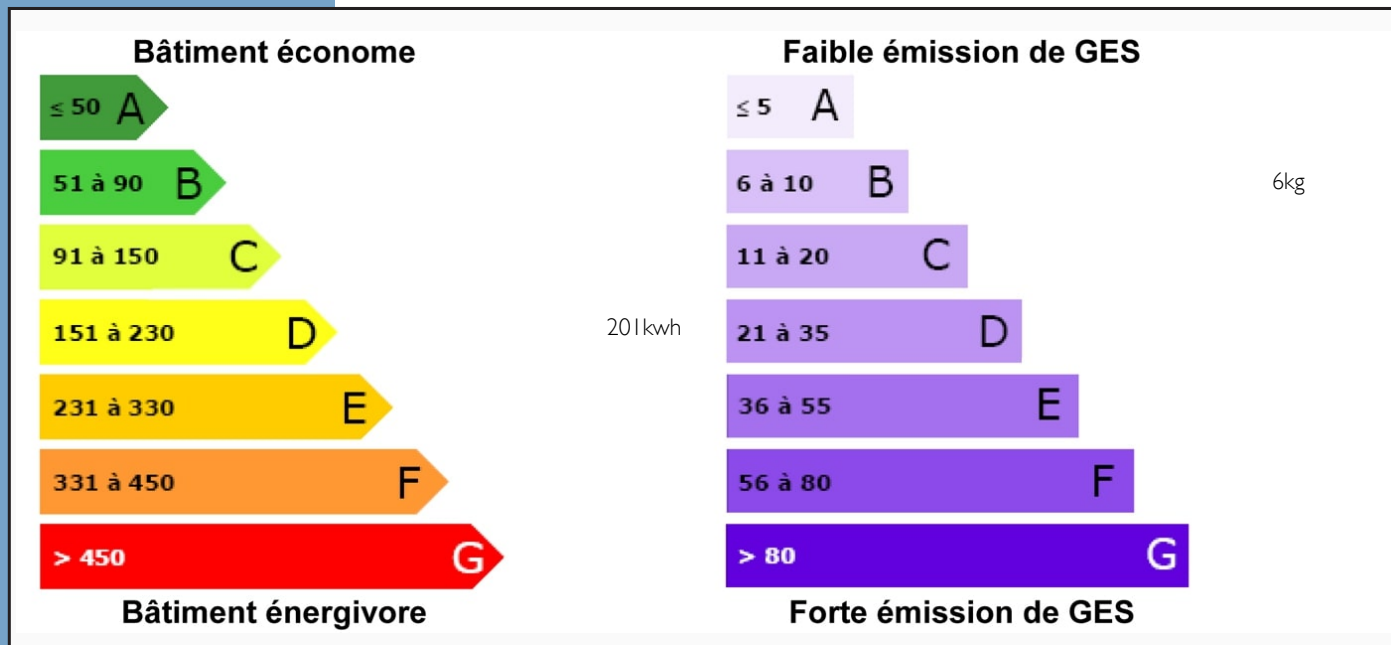 Bâtiment économe
≤ 50 A
51 à 90 B
91 à 150 C
151 à 230 D
201kwh
231 à 330 E
331 à 450 F
> 450 G
Bâtiment énergivore
Faible émission de GES
≤ 5 A
6 à 10 B
6kg
11 à 20 C
21 à 35 D
36 à 55 E
56 à 80 F
> 80 G
Forte émission de GES